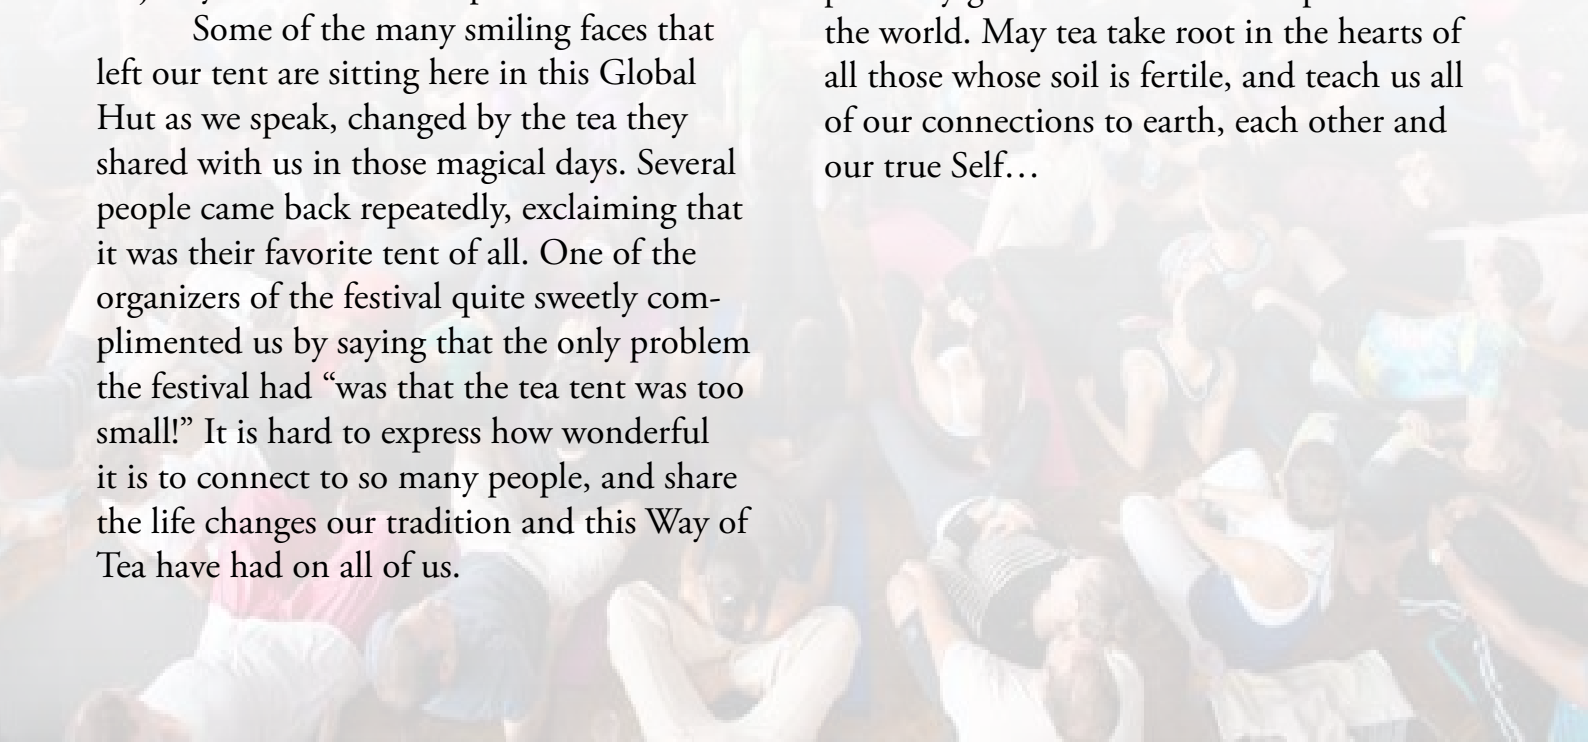 Some of the many smiling faces that
left our tent are sitting here in this Global
Hut as we speak, changed by the tea they
shared with us in those magical days. Several
people came back repeatedly, exclaiming that
it was their favorite tent of all. One of the
organizers of the festival quite sweetly com-
plimented us by saying that the only problem
the festival had “was that the tea tent was too
small!” It is hard to express how wonderful
it is to connect to so many people, and share
the life changes our tradition and this Way of
Tea have had on all of us.
the world. May tea take root in the hearts of
all those whose soil is fertile, and teach us all
of our connections to earth, each other and
our true Self…